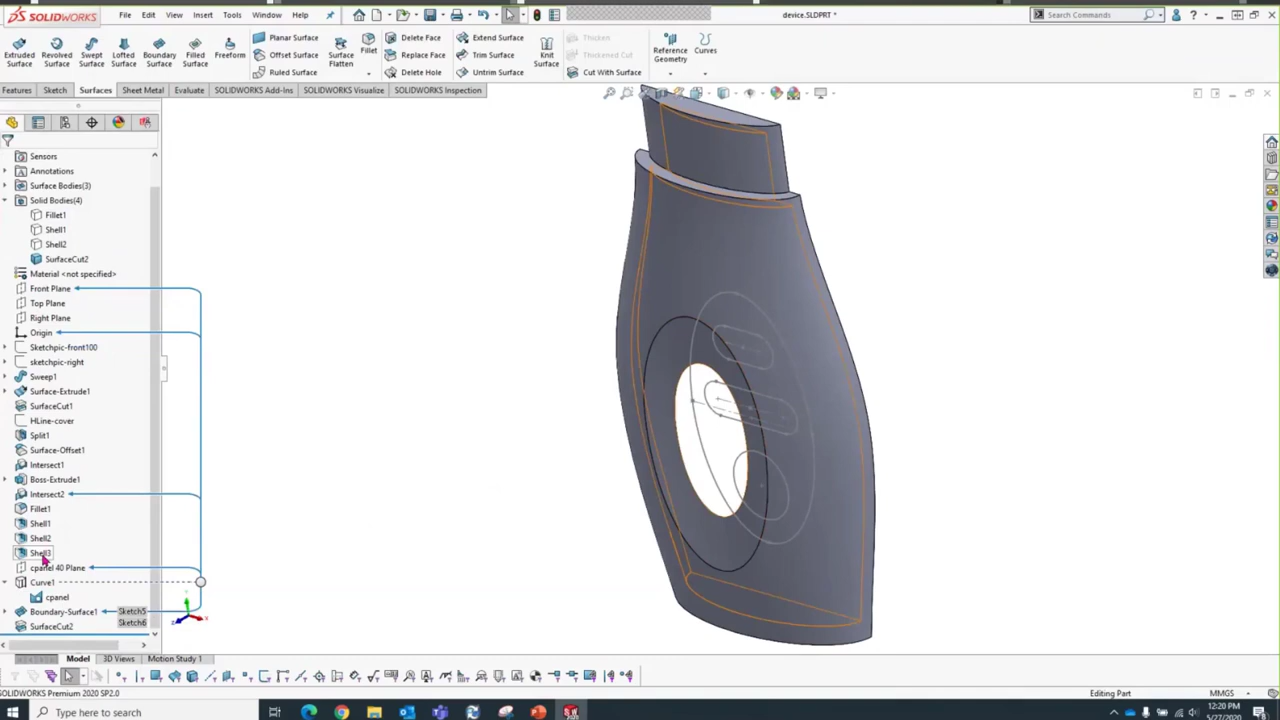 SOLIDWORKS
File Edit View Insert Tools Window Help
device.SLDPRT *
Search Commands
Extruded Surface
Revolved Surface
Swept Surface
Lofted Surface
Boundary Surface
Filled Surface
Freeform
Planar Surface
Offset Surface
Ruled Surface
Surface Flatten
Fillet
Delete Face
Replace Face
Delete Hole
Extend Surface
Trim Surface
Untrim Surface
Knit Surface
Thicken
Thickened Cut
Cut With Surface
Reference Geometry
Curves
Features Sketch Surfaces Sheet Metal Evaluate SOLIDWORKS Add-Ins SOLIDWORKS Visualize SOLIDWORKS Inspection
Sensors
Annotations
Surface Bodies(3)
Solid Bodies(4)
Fillet1
Shell1
Shell2
SurfaceCut2
Material <not specified>
Front Plane
Top Plane
Right Plane
Origin
Sketchpic-front100
sketchpic-right
Sweep1
Surface-Extrude1
SurfaceCut1
HLine-cover
Split1
Surface-Offset1
Intersect1
Boss-Extrude1
Intersect2
Fillet1
Shell1
Shell2
Shell3
cpanel 40 Plane
Curve1
cpanel
Boundary-Surface1 Sketch5
SurfaceCut2 Sketch6
Model 3D Views Motion Study 1
SOLIDWORKS Premium 2020 SP2.0
Editing Part
MMGS
Type here to search
12:20 PM
5/27/2020